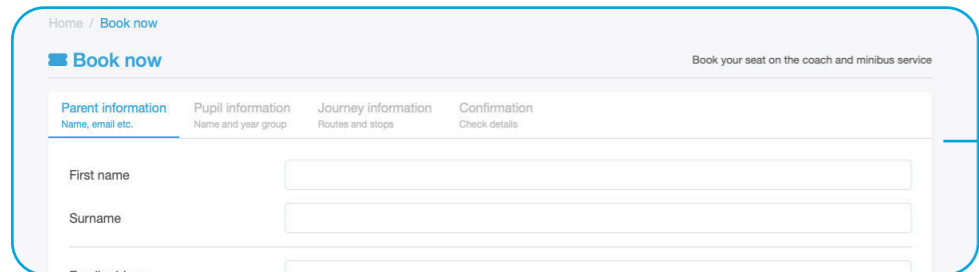 Home / Book now
Book now
Book your seat on the coach and minibus service
Parent information Pupil information Journey information Confirmation
Name, email etc. Name and year group Routes and stops Check details
First name
Surname